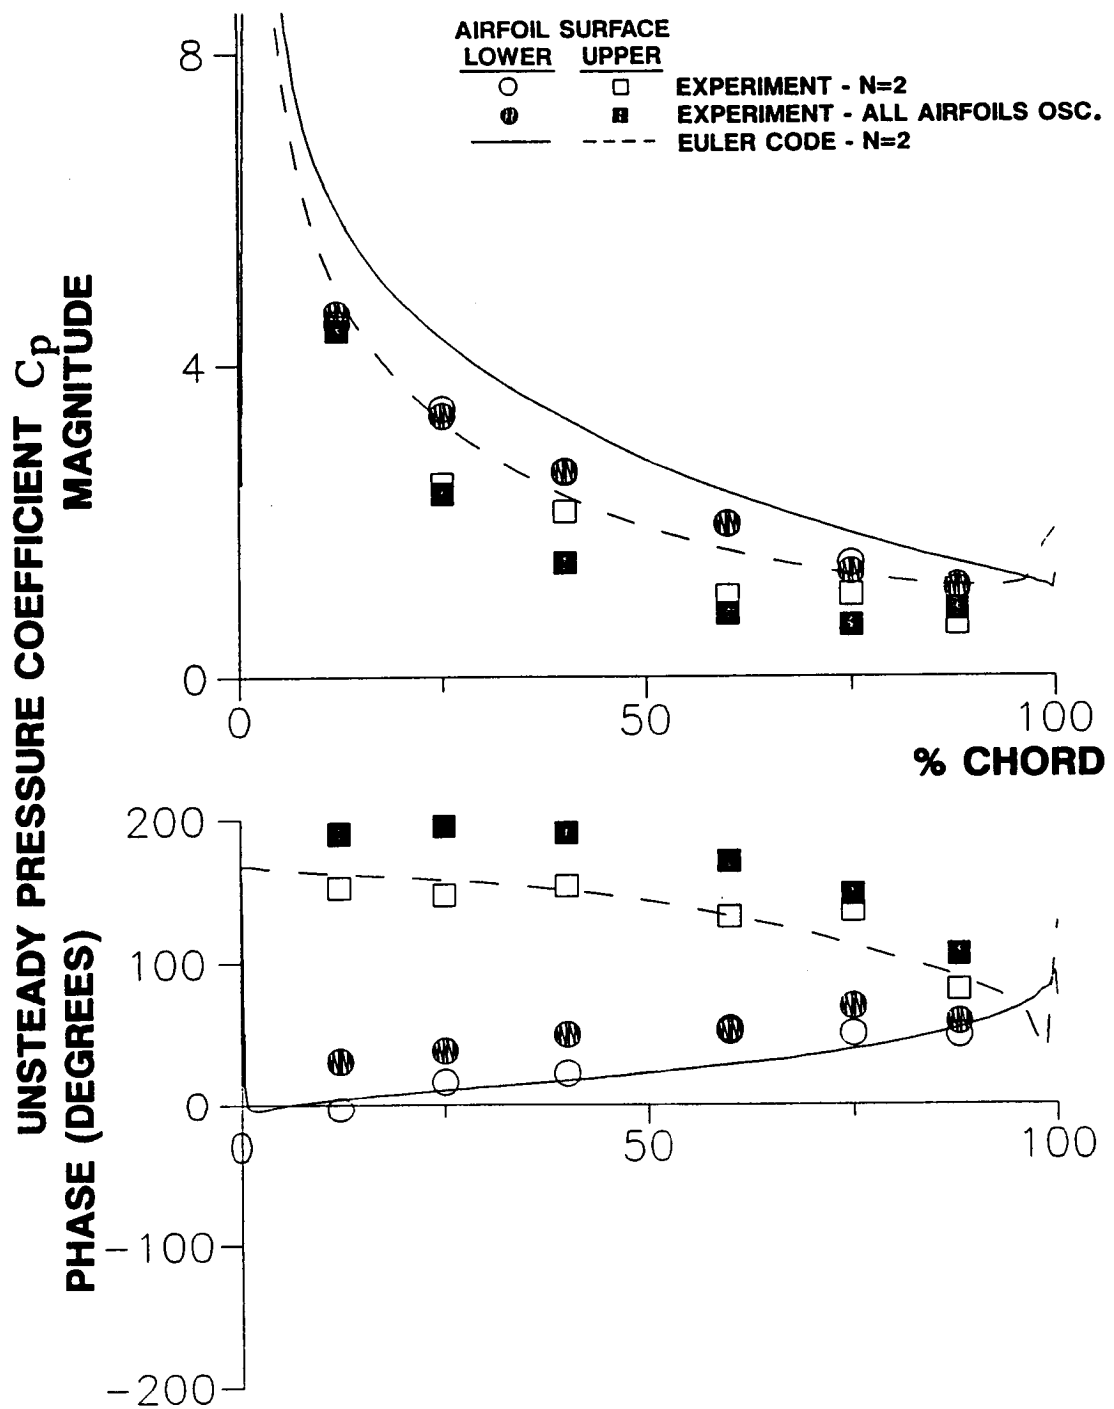 AIRFOIL SURFACE
LOWER UPPER
EXPERIMENT - N=2
EXPERIMENT - ALL AIRFOILS OSC.
EULER CODE - N=2
UNSTEADY PRESSURE COEFFICIENT Cp
MAGNITUDE
8
4
0
0 50 100
% CHORD
PHASE (DEGREES)
200
100
0
-100
-200
0 50 100